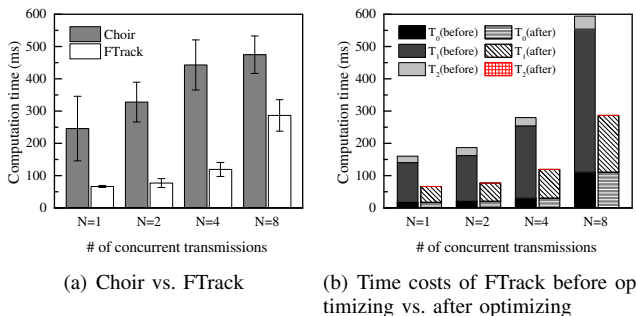 600
500
400
300
200
100
0
Computation time (ms)
Choir
FTrack
N=1 N=2 N=4 N=8
# of concurrent transmissions
(a) Choir vs. FTrack
600
500
400
300
200
100
0
Computation time (ms)
T0(before) T0(after)
T1(before) T1(after)
T2(before) T2(after)
N=1 N=2 N=4 N=8
# of concurrent transmissions
(b) Time costs of FTrack before op
timizing vs. after optimizing